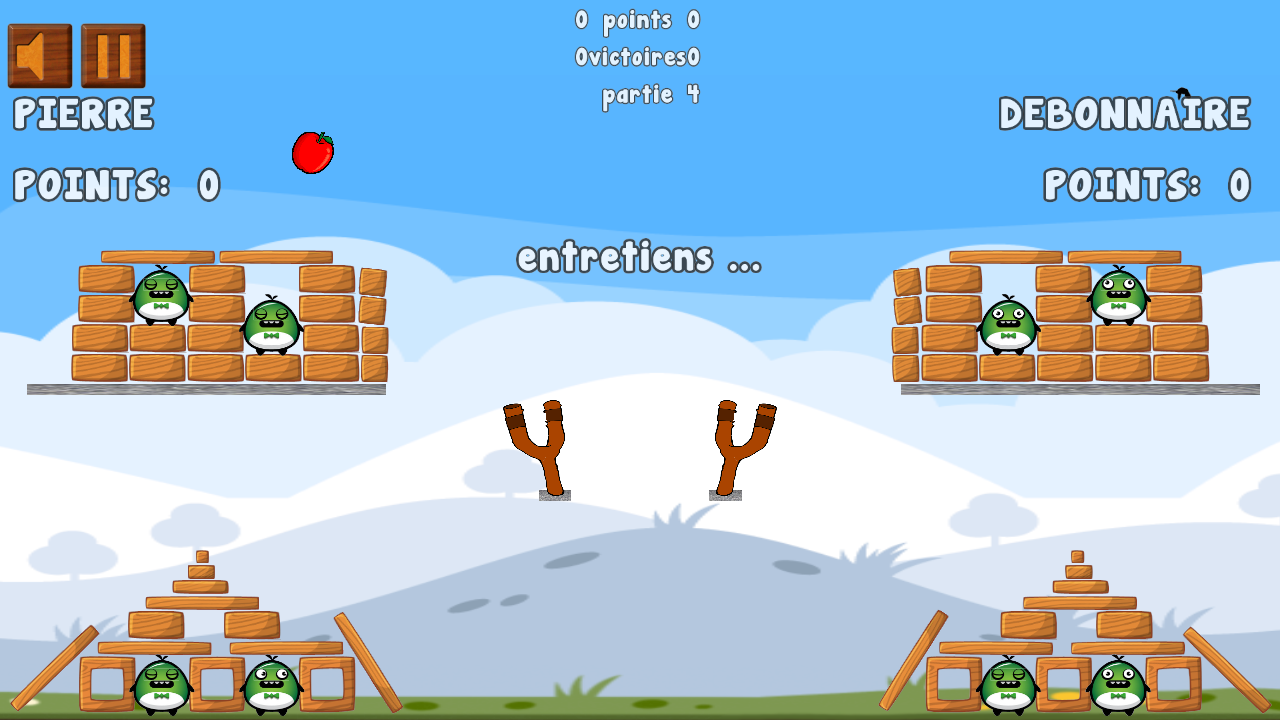 0 points 0
0victoires0
partie 4
PIERRE
DEBONNAIRE
POINTS: 0
POINTS: 0
entretiens ...